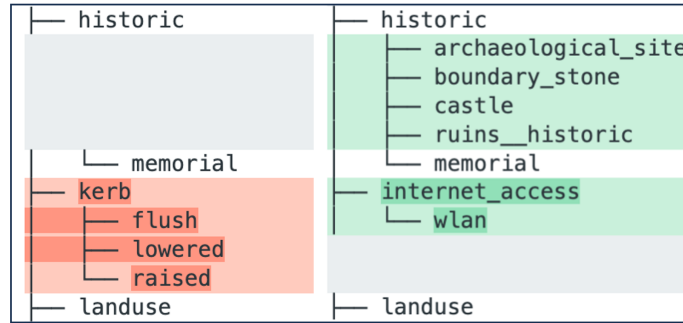 ├── historic
└── memorial
├── kerb
├── flush
├── lowered
└── raised
├── landuse
├── historic
├── archaeological_site
├── boundary_stone
├── castle
├── ruins__historic
└── memorial
├── internet_access
└── wlan
├── landuse